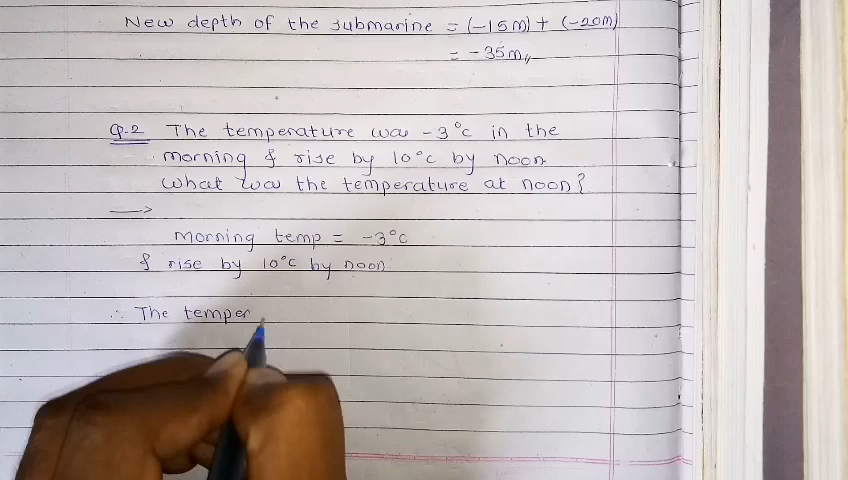 New depth of the submarine = (-15m) + (-20m)
= -35m,,
Q.2 The temperature was -3°c in the
morning & rise by 10°c by noon
what was the temperature at noon?
→
Morning temp = -3°c
& rise by 10°c by noon.
∴ The temper